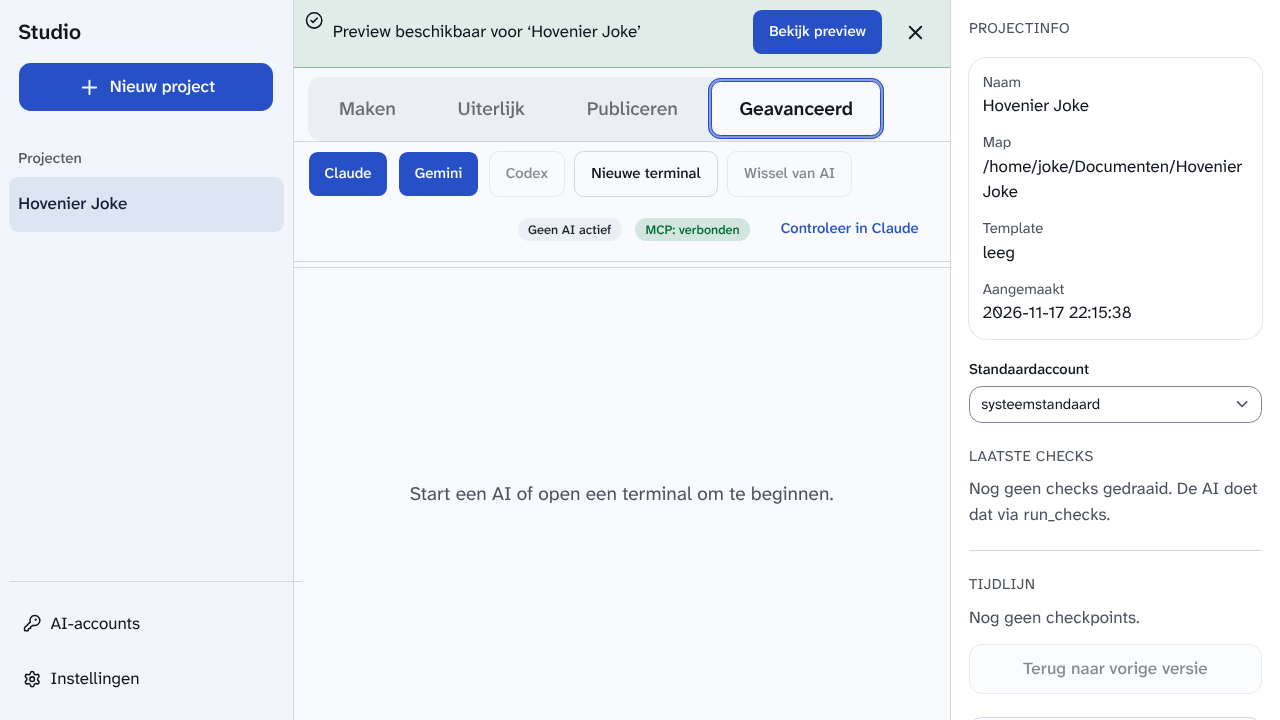 Studio
Nieuw project
Projecten
Hovenier Joke
AI-accounts
Instellingen
Preview beschikbaar voor ‘Hovenier Joke’
Bekijk preview
Maken
Uiterlijk
Publiceren
Geavanceerd
Claude
Gemini
Codex
Nieuwe terminal
Wissel van AI
Geen AI actief
MCP: verbonden
Controleer in Claude
Start een AI of open een terminal om te beginnen.
PROJECTINFO
Naam
Hovenier Joke
Map
/home/joke/Documenten/Hovenier
Joke
Template
leeg
Aangemaakt
2026-11-17 22:15:38
Standaardaccount
systeemstandaard
LAATSTE CHECKS
Nog geen checks gedraaid. De AI doet
dat via run_checks.
TIJDLIJN
Nog geen checkpoints.
Terug naar vorige versie